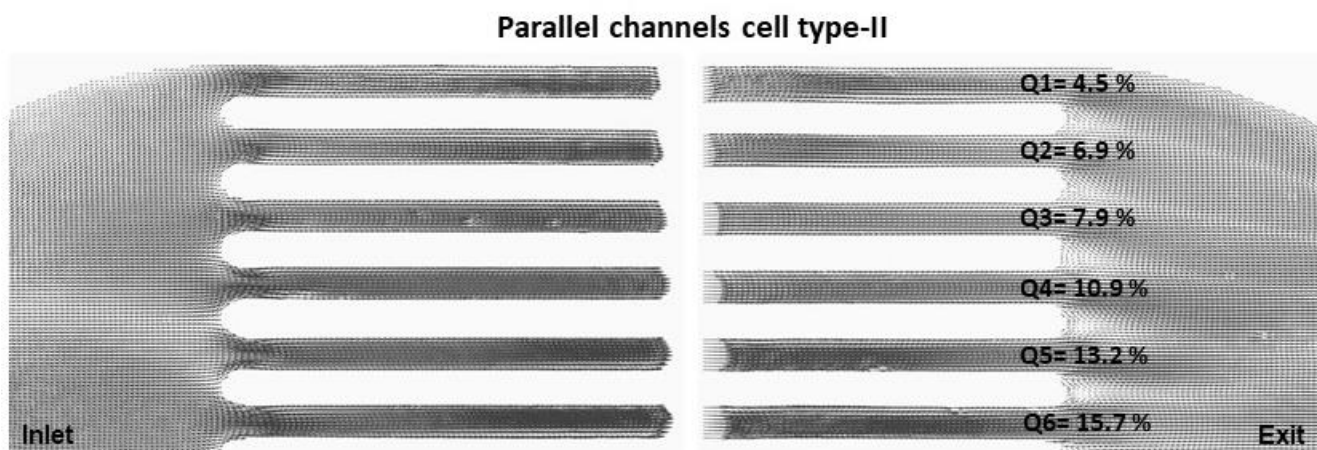 Parallel channels cell type-II
Q1= 4.5 %
Q2= 6.9 %
Q3= 7.9 %
Q4= 10.9 %
Q5= 13.2 %
Q6= 15.7 %
Inlet
Exit